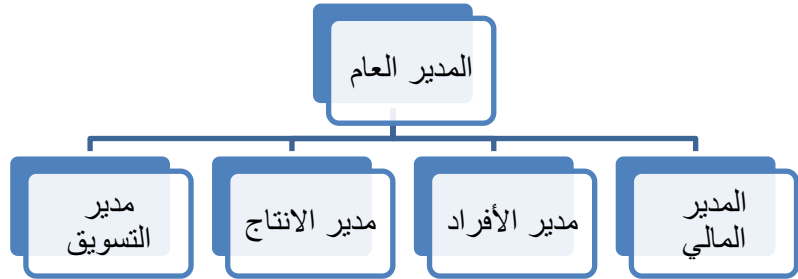 المدير العام
المدير
المالي
مدير الأفراد
مدير الانتاج
مدير
التسويق